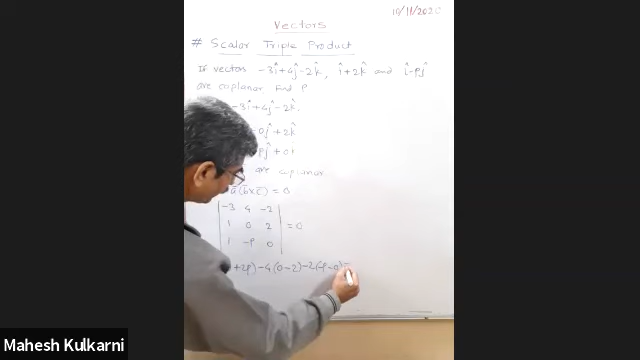 10/11/2020
Vectors
# Scalar Triple Product
If vectors -3î+4ĵ-2k̂, î+2k̂ and î-pĵ
are coplanar find P
-3î+4ĵ-2k̂
0ĵ+2k̂
pĵ+0k̂
are coplanar
ā(b̄×c̄)=0
| -3 4 -2 |
| 1 0 2 | = 0
| 1 -P 0 |
+2p)-4(0-2)-2(-p-0)=
Mahesh Kulkarni